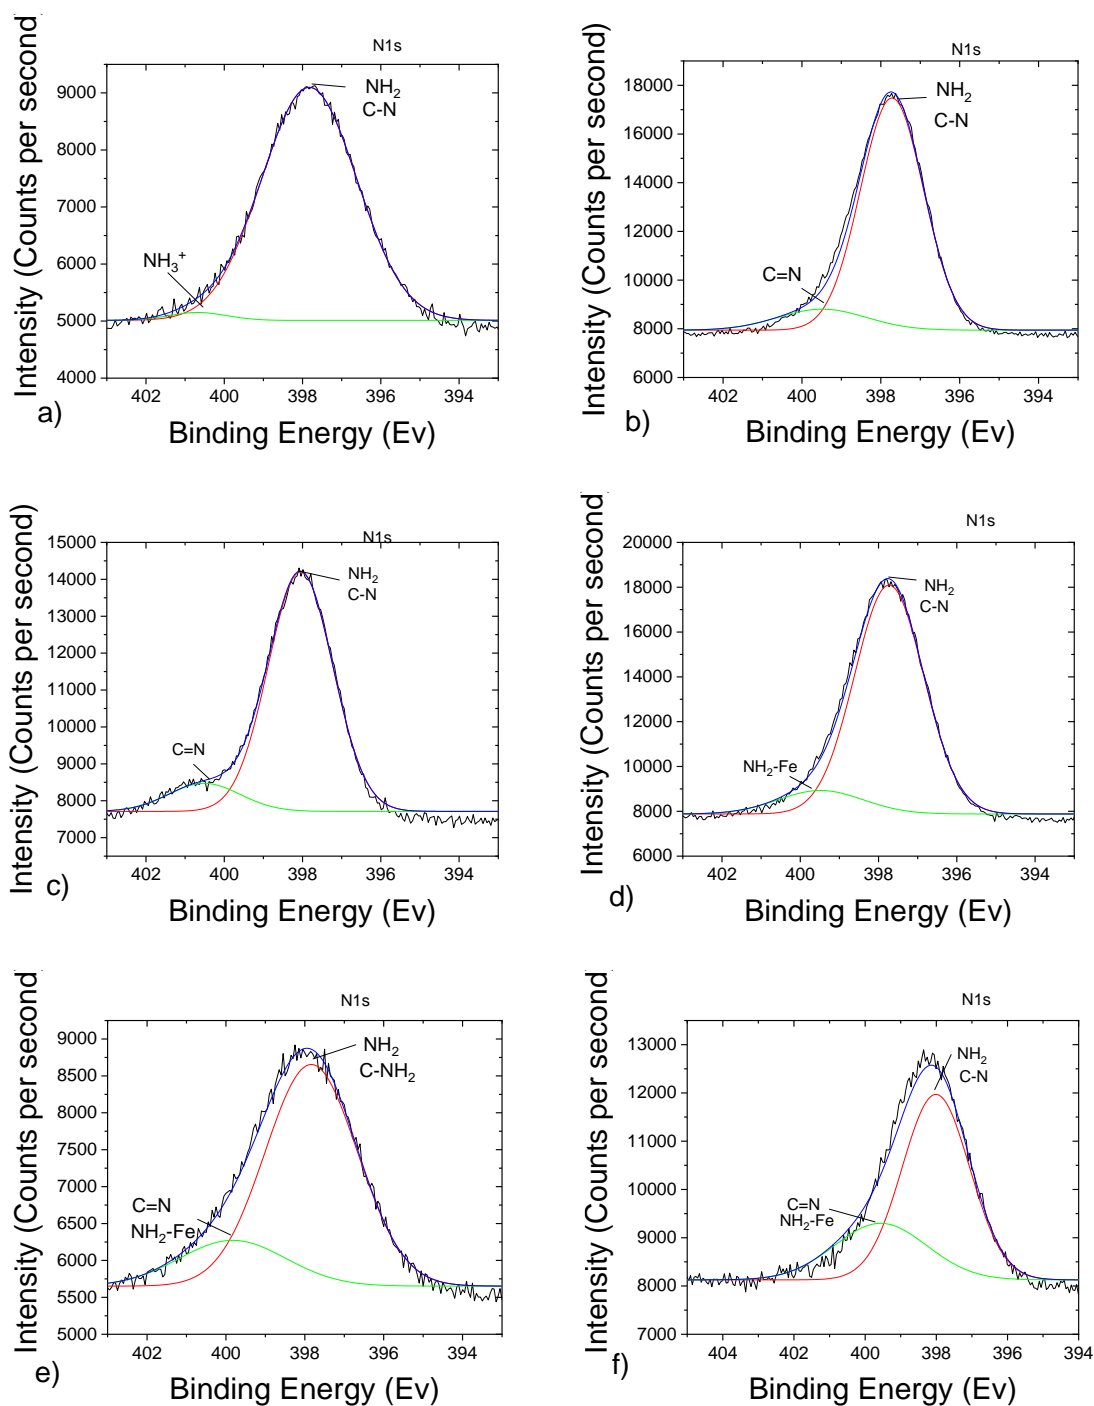 N1s
Intensity (Counts per second)
9000
8000
7000
6000
5000
4000
NH2
C-N
NH3+
402
400
398
396
394
Binding Energy (Ev)
a)
N1s
Intensity (Counts per second)
18000
16000
14000
12000
10000
8000
6000
NH2
C-N
C=N
402
400
398
396
394
Binding Energy (Ev)
b)
N1s
Intensity (Counts per second)
15000
14000
13000
12000
11000
10000
9000
8000
7000
NH2
C-N
C=N
402
400
398
396
394
Binding Energy (Ev)
c)
N1s
Intensity (Counts per second
20000
18000
16000
14000
12000
10000
8000
6000
NH2
C-N
NH2-Fe
402
400
398
396
394
Binding Energy (Ev)
d)
N1s
Intensity (Counts per second
9000
8500
8000
7500
7000
6500
6000
5500
5000
NH2
C-NH2
C=N
NH2-Fe
402
400
398
396
394
Binding Energy (Ev)
e)
N1s
Intensity (Counts per second
13000
12000
11000
10000
9000
8000
7000
NH2
C-N
C=N
NH2-Fe
404
402
400
398
396
394
Binding Energy (Ev)
f)